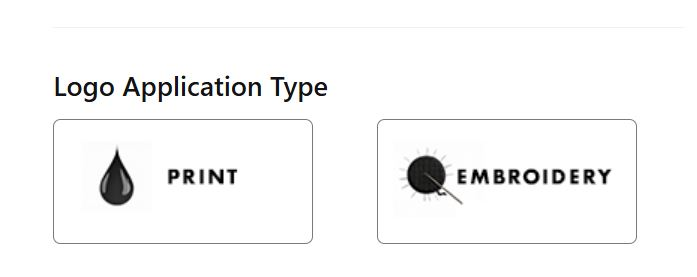 Logo Application Type
PRINT
EMBROIDERY